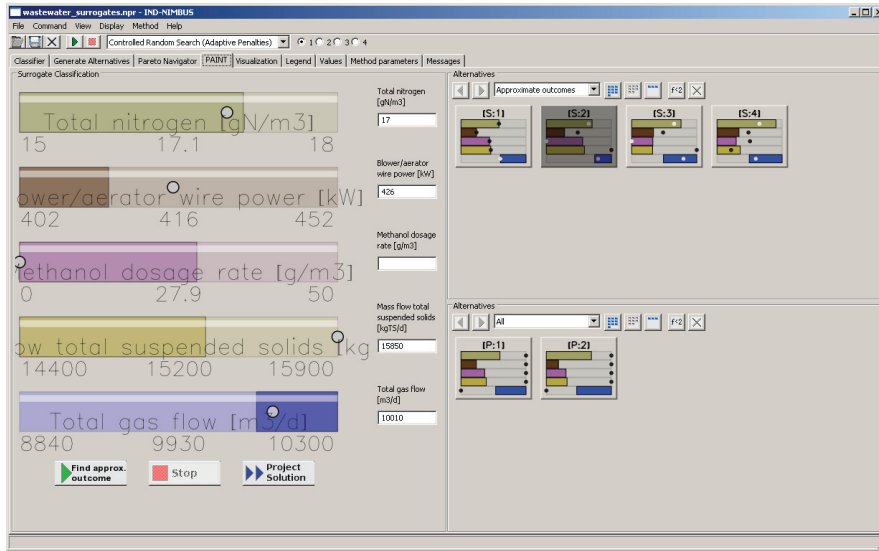 wastewater_surrogates.npr - IND-NIMBUS
File Command View Display Method Help
Controlled Random Search (Adaptive Penalties) 1 2 3 4
Classifier Generate Alternatives Pareto Navigator PAINT Visualization Legend Values Method parameters Messages
Surrogate Classification
Total nitrogen [gN/m3]
15 17.1 18
Total nitrogen
[gN/m3]
17
ower/aerator wire power [kW]
402 416 452
Blower/aerator
wire power [kW]
426
ethanol dosage rate [g/m3]
0 27.9 50
Methanol dosage
rate [g/m3]
ow total suspended solids [kg
14400 15200 15900
Mass flow total
suspended solids
[kgTS/d]
15850
Total gas flow [m3/d]
8840 9930 10300
Total gas flow
[m3/d]
10010
Find approx.
outcome
Stop
Project
Solution
Alternatives
Approximate outcomes f<2
(S:1) (S:2) (S:3) (S:4)
Alternatives
All f<2
(P:1) (P:2)